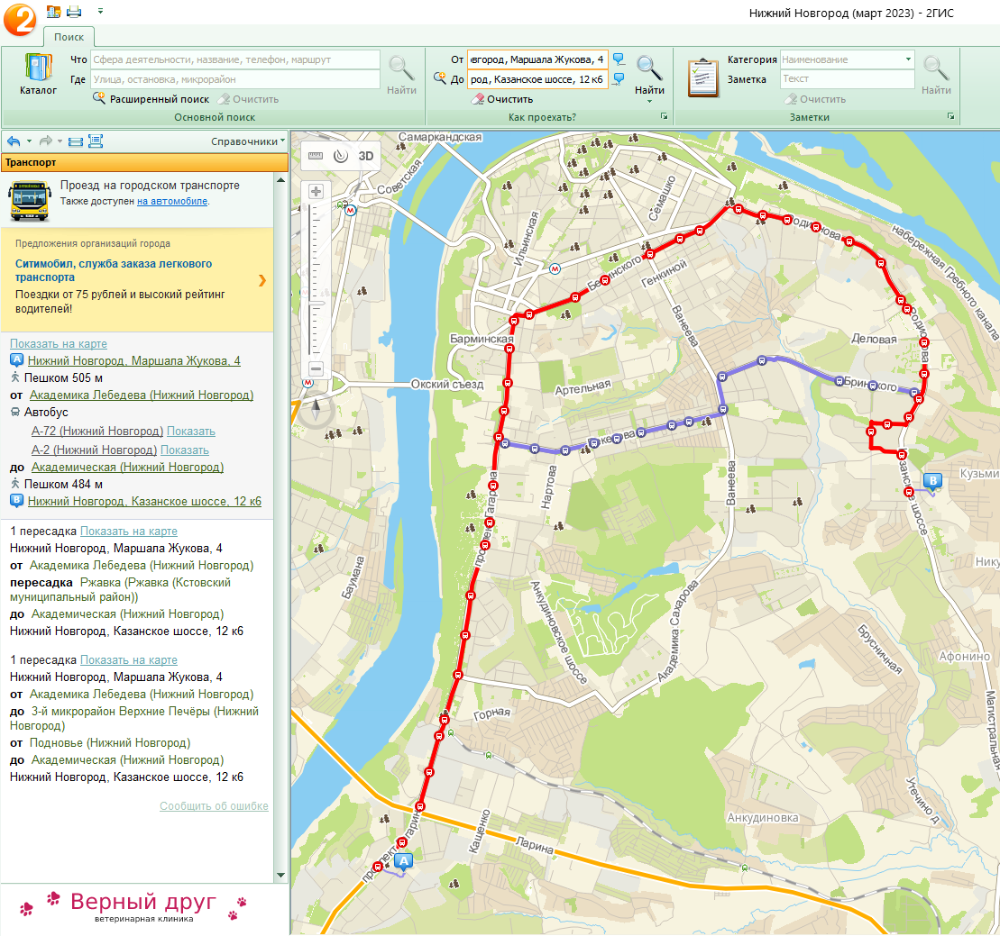 Нижний Новгород (март 2023) - 2ГИС
Поиск
Каталог
Что Сфера деятельности, название, телефон, маршрут
Где Улица, остановка, микрорайон
Найти
Расширенный поиск Очистить
Основной поиск
От вгород, Маршала Жукова, 4
До род, Казанское шоссе, 12 к6
Найти
Очистить
Как проехать?
Категория Наименование
Заметка Текст
Найти
Очистить
Заметки
Справочники
Транспорт
Проезд на городском транспорте
Также доступен на автомобиле.
Предложения организаций города
Ситимобил, служба заказа легкового
транспорта
Поездки от 75 рублей и высокий рейтинг
водителей!
Показать на карте
A Нижний Новгород, Маршала Жукова, 4
Пешком 505 м
от Академика Лебедева (Нижний Новгород)
Автобус
А-72 (Нижний Новгород) Показать
А-2 (Нижний Новгород) Показать
до Академическая (Нижний Новгород)
Пешком 484 м
B Нижний Новгород, Казанское шоссе, 12 к6
1 пересадка Показать на карте
Нижний Новгород, Маршала Жукова, 4
от Академика Лебедева (Нижний Новгород)
пересадка Ржавка (Ржавка (Кстовский
муниципальный район))
до Академическая (Нижний Новгород)
Нижний Новгород, Казанское шоссе, 12 к6
1 пересадка Показать на карте
Нижний Новгород, Маршала Жукова, 4
от Академика Лебедева (Нижний Новгород)
до 3-й микрорайон Верхние Печёры (Нижний
Новгород)
от Подновье (Нижний Новгород)
до Академическая (Нижний Новгород)
Нижний Новгород, Казанское шоссе, 12 к6
Сообщить об ошибке
Верный друг
ветеринарная клиника
3D
Самаркандская
Советская
Семашко
Ильинская
Родионова
набережная Гребного канала
Белинского
Генкиной
Ванеева
Барминская
Деловая
Родионова
Окский съезд
Артельная
Бринского
Нартова
Ванеева
Казанское шоссе
B
Кузьми
проспект Гагарина
Баумана
Анкудиновское шоссе
Академика Сахарова
Нику
Брусничная
Афонино
Магистральная
Горная
Утечино д
Анкудиновка
Кащенко
Ларина
проспект Гагарина
A